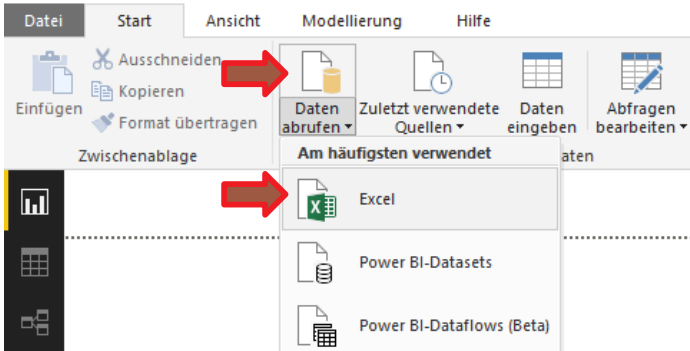 Datei Start Ansicht Modellierung Hilfe
Einfügen
Ausschneiden
Kopieren
Format übertragen
Zwischenablage
Daten
abrufen
Zuletzt verwendete
Quellen
Daten
eingeben
Abfragen
bearbeiten
aten
Am häufigsten verwendet
Excel
Power BI-Datasets
Power BI-Dataflows (Beta)